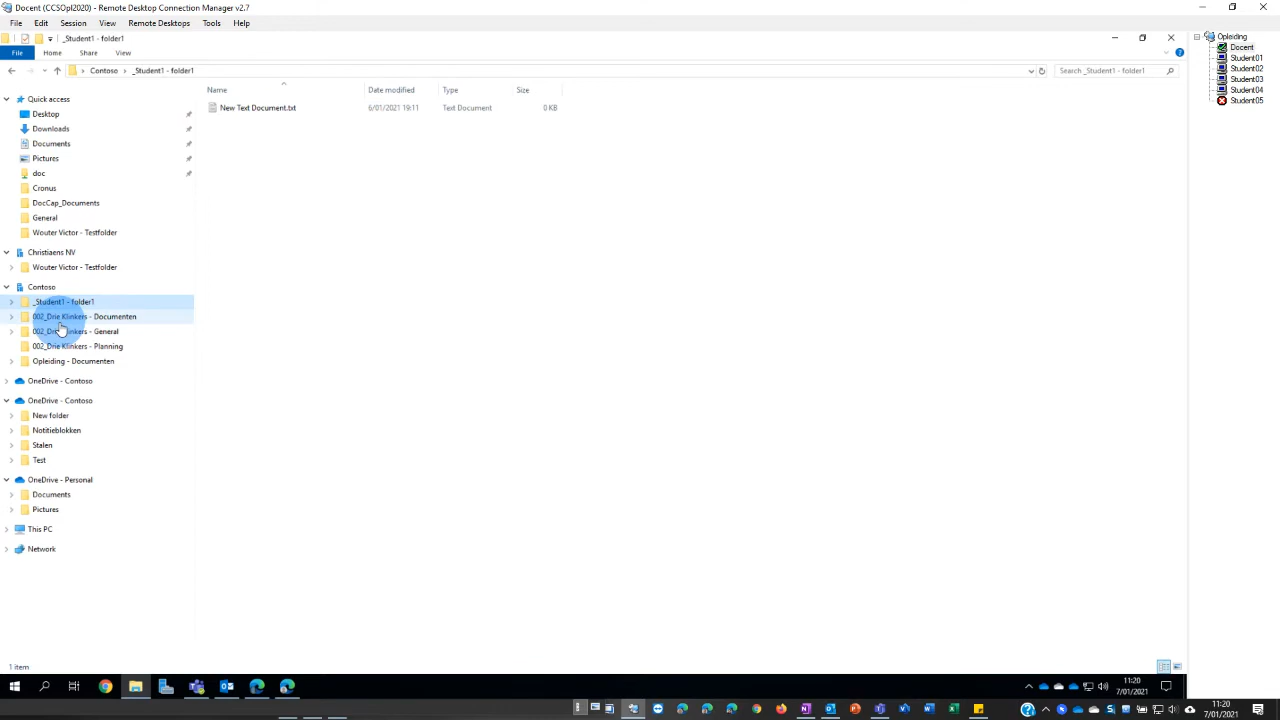 Docent (CCSOpl2020) - Remote Desktop Connection Manager v2.7
File Edit Session View Remote Desktops Tools Help
_Student1 - folder1
File Home Share View
Contoso _Student1 - folder1 Search _Student1 - folder1
Name Date modified Type Size
New Text Document.txt 6/01/2021 19:11 Text Document 0 KB
Quick access
Desktop
Downloads
Documents
Pictures
doc
Cronus
DocCap_Documents
General
Wouter Victor - Testfolder
Christiaens NV
Wouter Victor - Testfolder
Contoso
_Student1 - folder1
002_Drie Klinkers - Documenten
002_Drie Klinkers - General
002_Drie Klinkers - Planning
Opleiding - Documenten
OneDrive - Contoso
OneDrive - Contoso
New folder
Notitieblokken
Stalen
Test
OneDrive - Personal
Documents
Pictures
This PC
Network
1 item
Opleiding
Docent
Student01
Student02
Student03
Student04
Student05
11:20
7/01/2021
11:20
7/01/2021